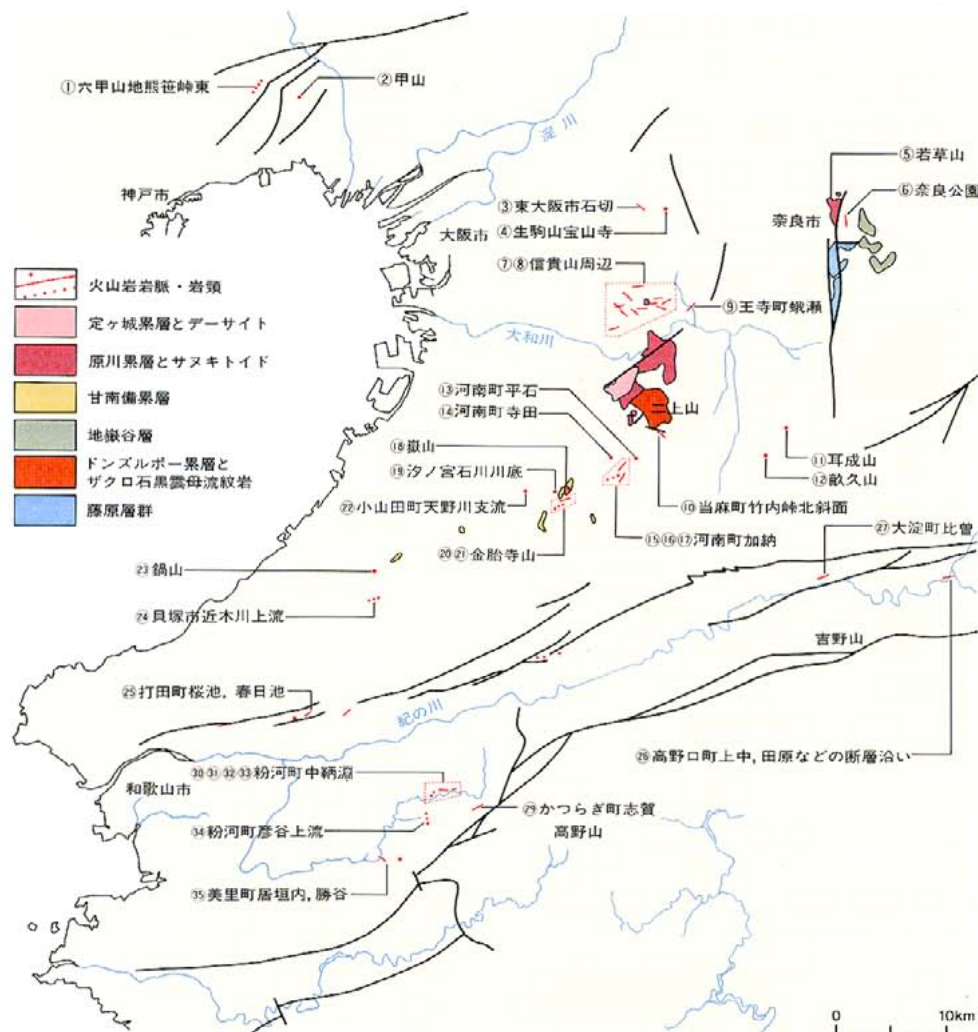 ①六甲山地熊笹峠東
②甲山
淀川
⑤若草山
⑥奈良公園
神戸市
③東大阪市石切
奈良市
大阪市
④生駒山宝山寺
⑦⑧信貴山周辺
火山岩岩脈・岩頸
⑨王寺町蛾瀬
定ヶ城累層とデーサイト
大和川
原川累層とサヌキトイド
甘南備累層
⑬河南町平石
⑭河南町寺田
二上山
地嶽谷層
⑱嶽山
ドンズルボー累層と
ザクロ石黒雲母流紋岩
⑲汐ノ宮石川川底
⑪耳成山
⑫畝久山
㉒小山田町天野川支流
⑩当麻町竹内峠北斜面
藤原層群
⑮⑯⑰河南町加納
㉗大淀町比曽
⑳㉑金胎寺山
㉓鍋山
㉔貝塚市近木川上流
吉野山
㉕打田町桜池，春日池
紀の川
㉖高野口町上中，田原などの断層沿い
㉚㉛㉜㉝粉河町中鞆渕
和歌山市
㉙かつらぎ町志賀
㉞粉河町彦谷上流
高野山
㉟美里町居垣内，勝谷
0 10km